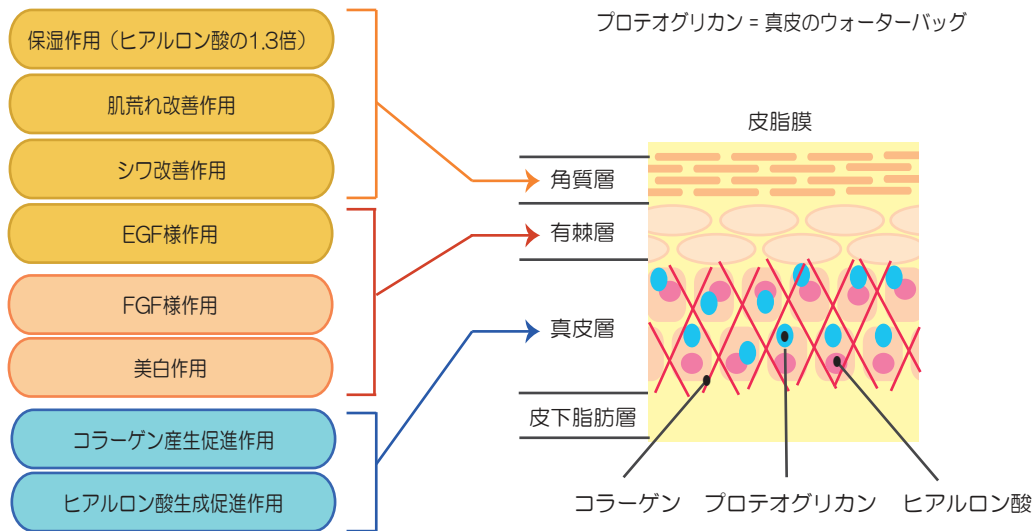 プロテオグリカン = 真皮のウォーターバッグ
保湿作用（ヒアルロン酸の1.3倍）
肌荒れ改善作用
シワ改善作用
EGF様作用
FGF様作用
美白作用
コラーゲン産生促進作用
ヒアルロン酸生成促進作用
皮脂膜
角質層
有棘層
真皮層
皮下脂肪層
コラーゲン プロテオグリカン ヒアルロン酸